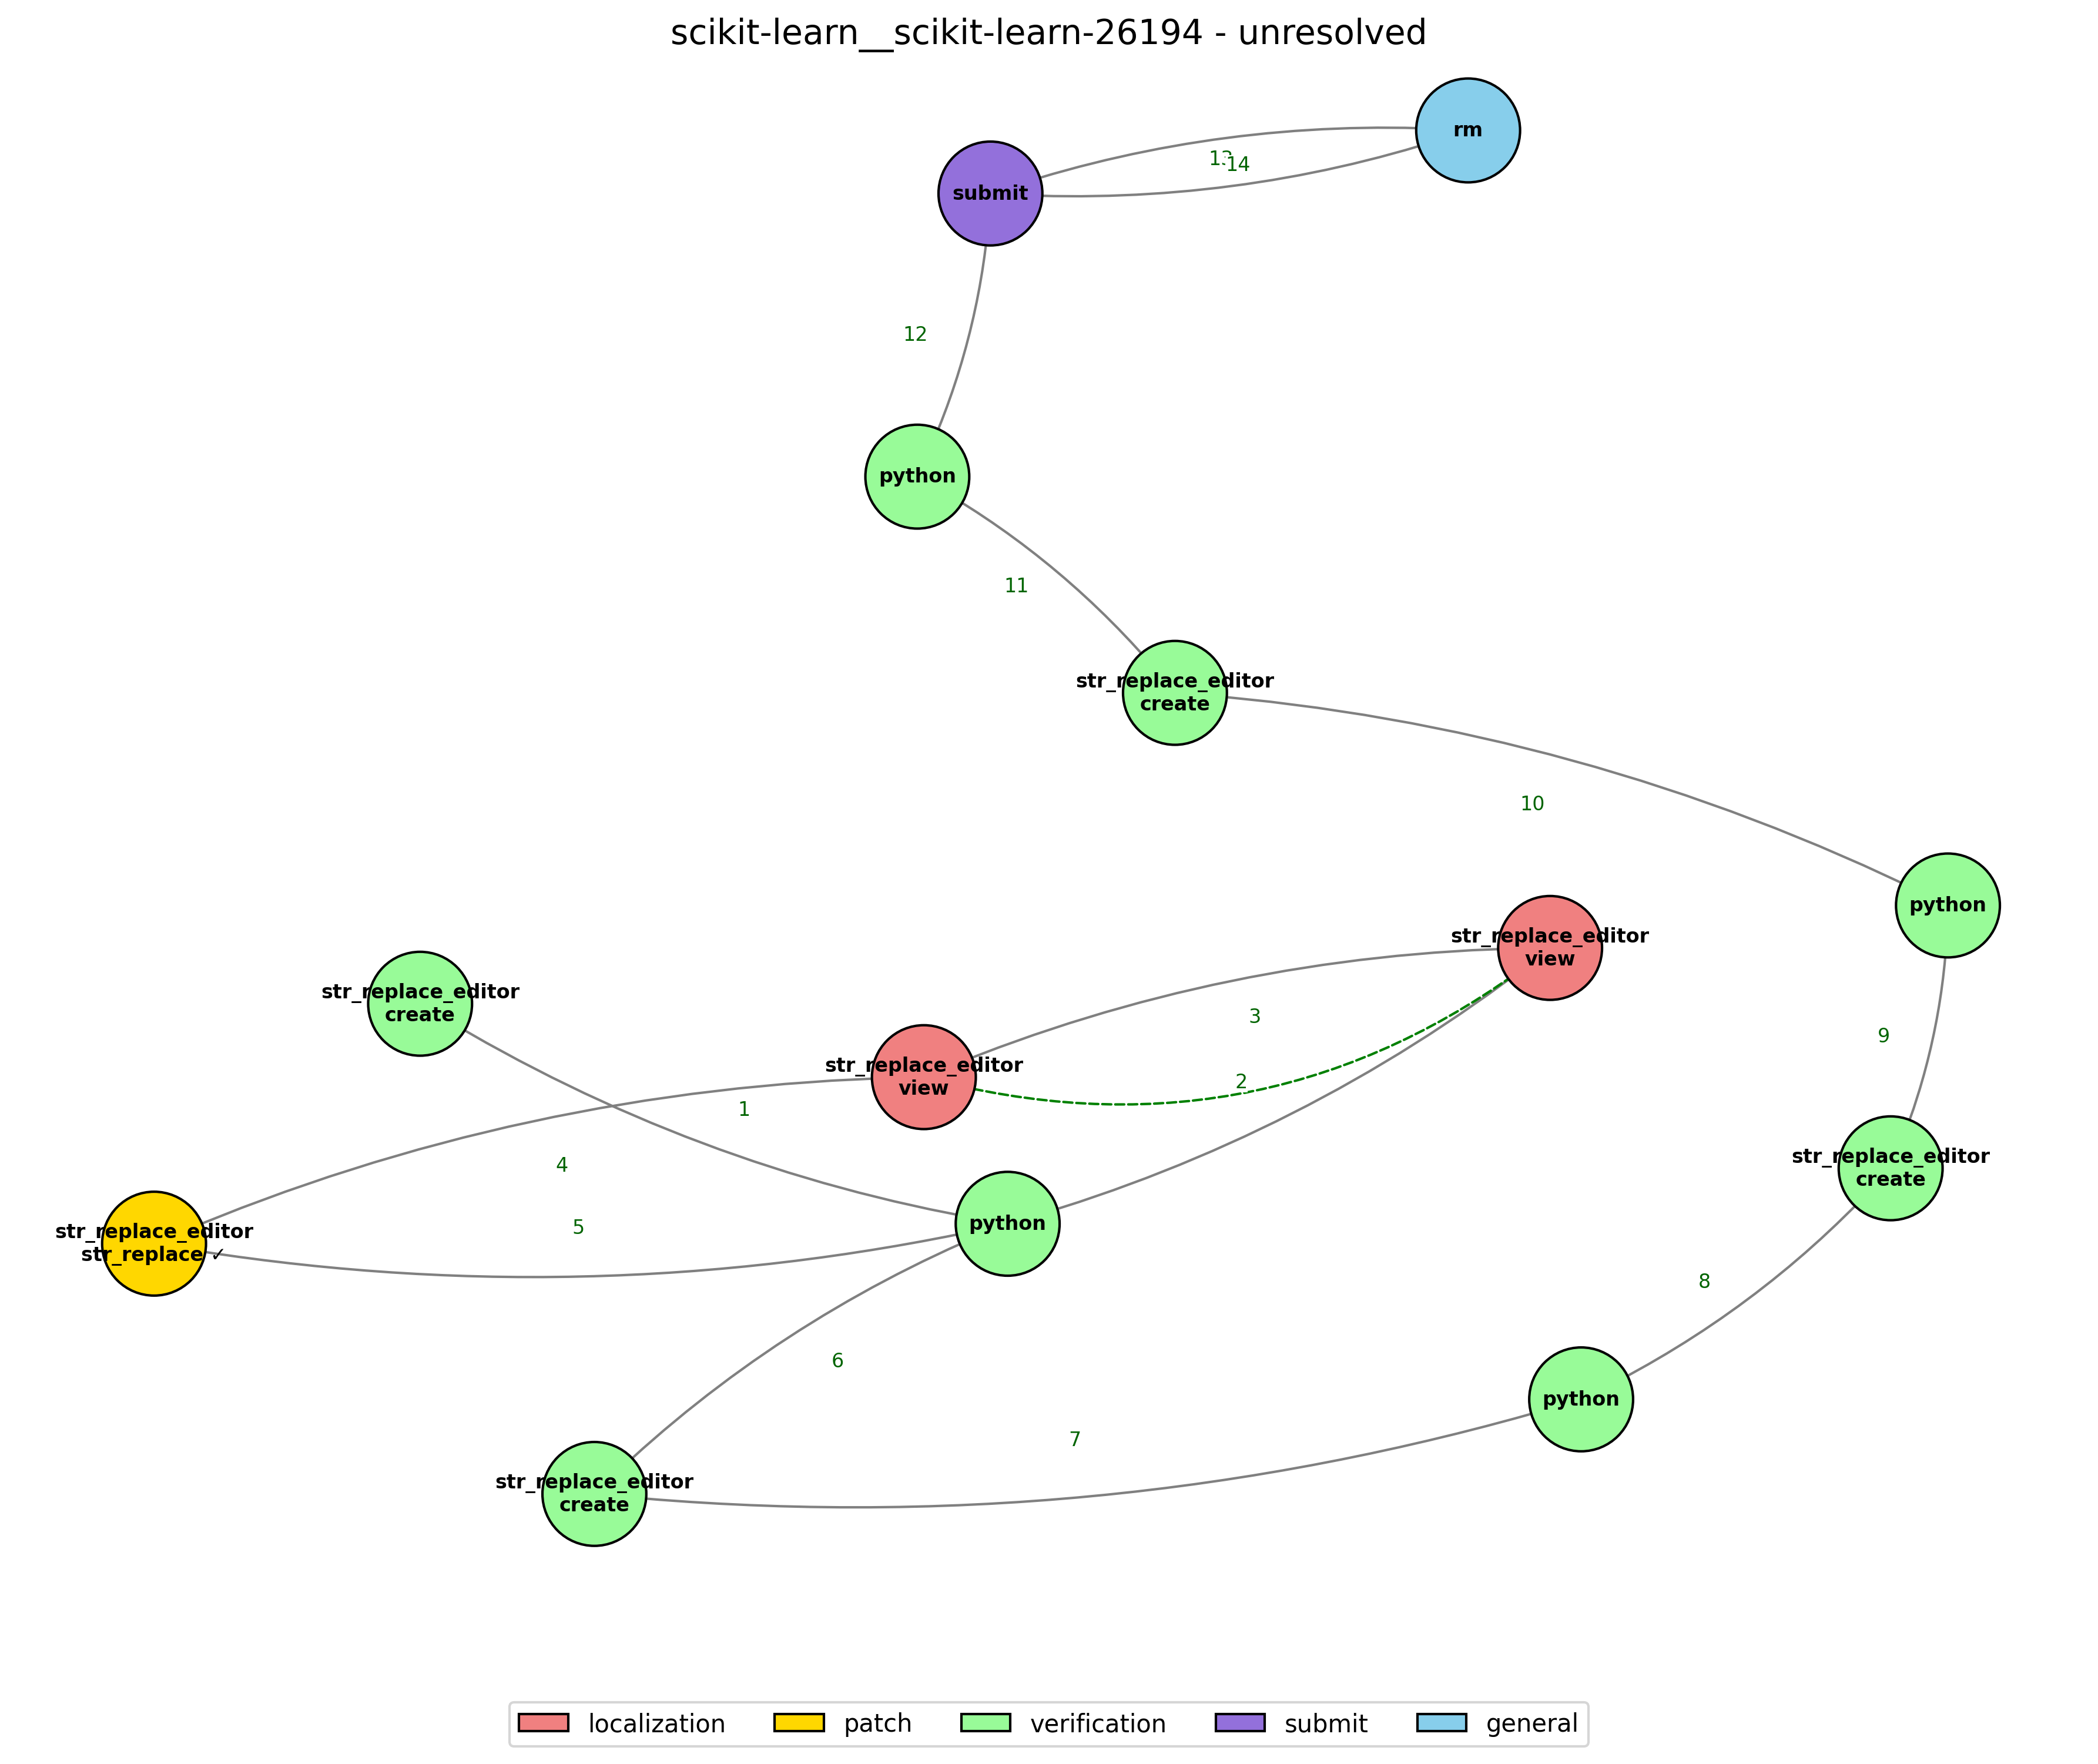 scikit-learn__scikit-learn-26194 - unresolved
rm
14
submit
12
python
11
str_replace_editor
create
10
python
str_replace_editor
view
str_replace_editor
create
3
9
str_replace_editor
view
2
1
4
str_replace_editor
create
python
5
str_replace_editor
str_replace ✓
8
6
python
7
str_replace_editor
create
localization
patch
verification
submit
general